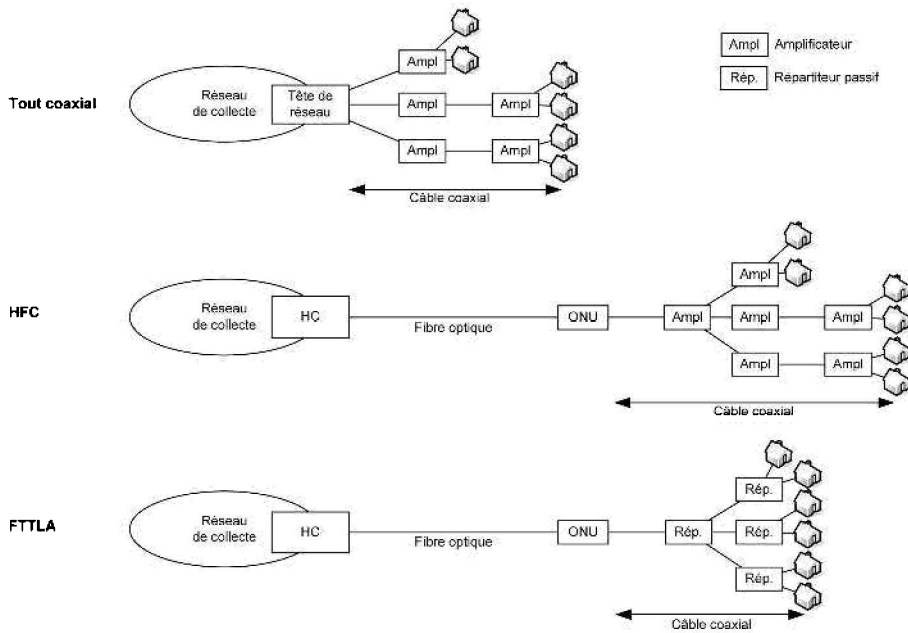 Tout coaxial
Réseau
de collecte
Tête de
réseau
Ampl
Ampl
Ampl
Ampl
Ampl
Câble coaxial
Ampl Amplificateur
Rép. Répartiteur passif
HFC
Réseau
de collecte
HC
Fibre optique
ONU
Ampl
Ampl
Ampl
Ampl
Ampl
Ampl
Câble coaxial
FTTLA
Réseau
de collecte
HC
Fibre optique
ONU
Rép.
Rép.
Rép.
Rép.
Câble coaxial